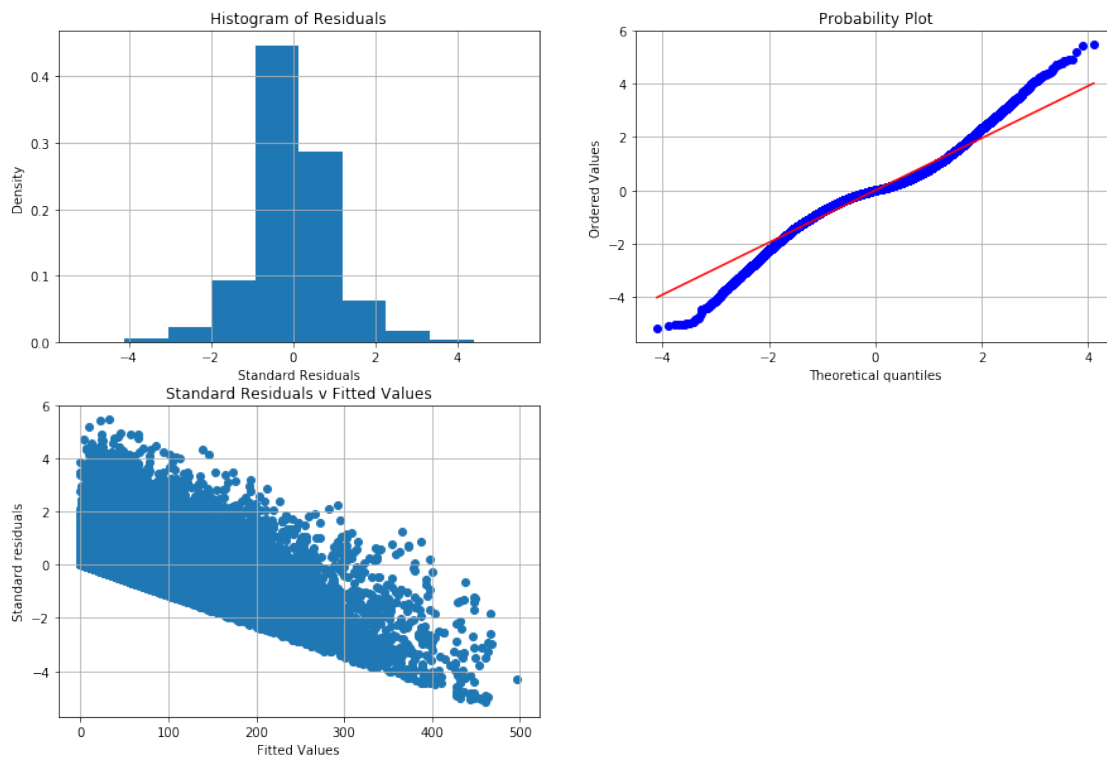 Histogram of Residuals
0.4
0.3
0.2
0.1
0.0
Density
−4 −2 0 2 4
Standard Residuals
Probability Plot
6
4
2
0
−2
−4
Ordered Values
−4 −2 0 2 4
Theoretical quantiles
Standard Residuals v Fitted Values
6
4
2
0
−2
−4
Standard residuals
0 100 200 300 400 500
Fitted Values